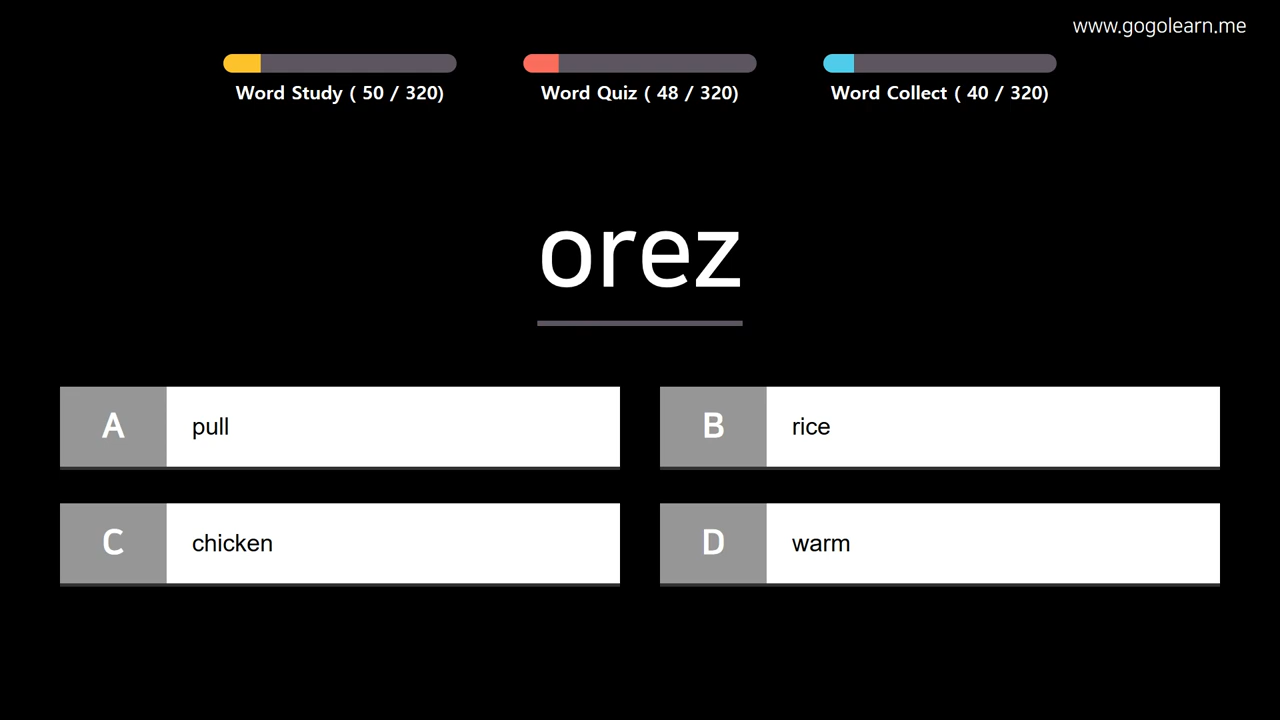 www.gogolearn.me
Word Study ( 50 / 320)
Word Quiz ( 48 / 320)
Word Collect ( 40 / 320)
orez
A pull
B rice
C chicken
D warm